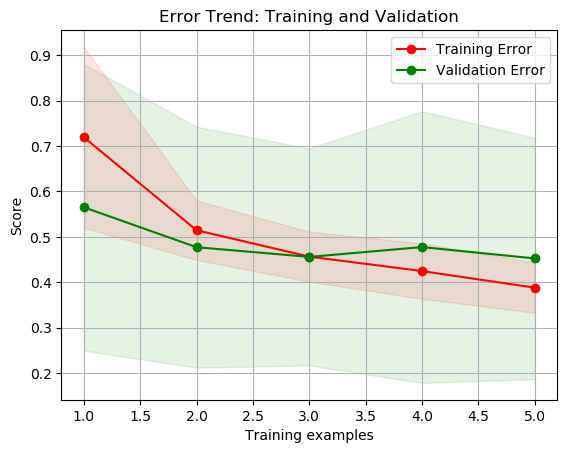 Error Trend: Training and Validation
Training Error
Validation Error
Score
0.9
0.8
0.7
0.6
0.5
0.4
0.3
0.2
1.0 1.5 2.0 2.5 3.0 3.5 4.0 4.5 5.0
Training examples